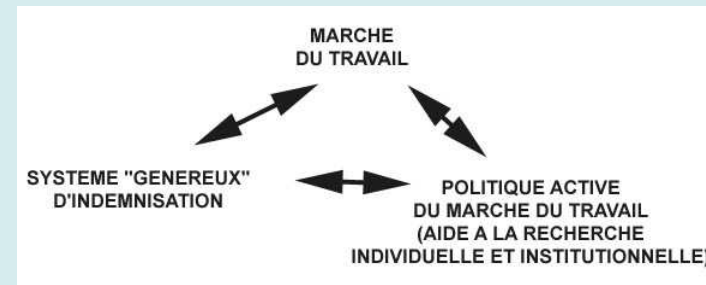 MARCHE
DU TRAVAIL
SYSTEME "GENEREUX"
D'INDEMNISATION
POLITIQUE ACTIVE
DU MARCHE DU TRAVAIL
(AIDE A LA RECHERCHE
INDIVIDUELLE ET INSTITUTIONNELLE)